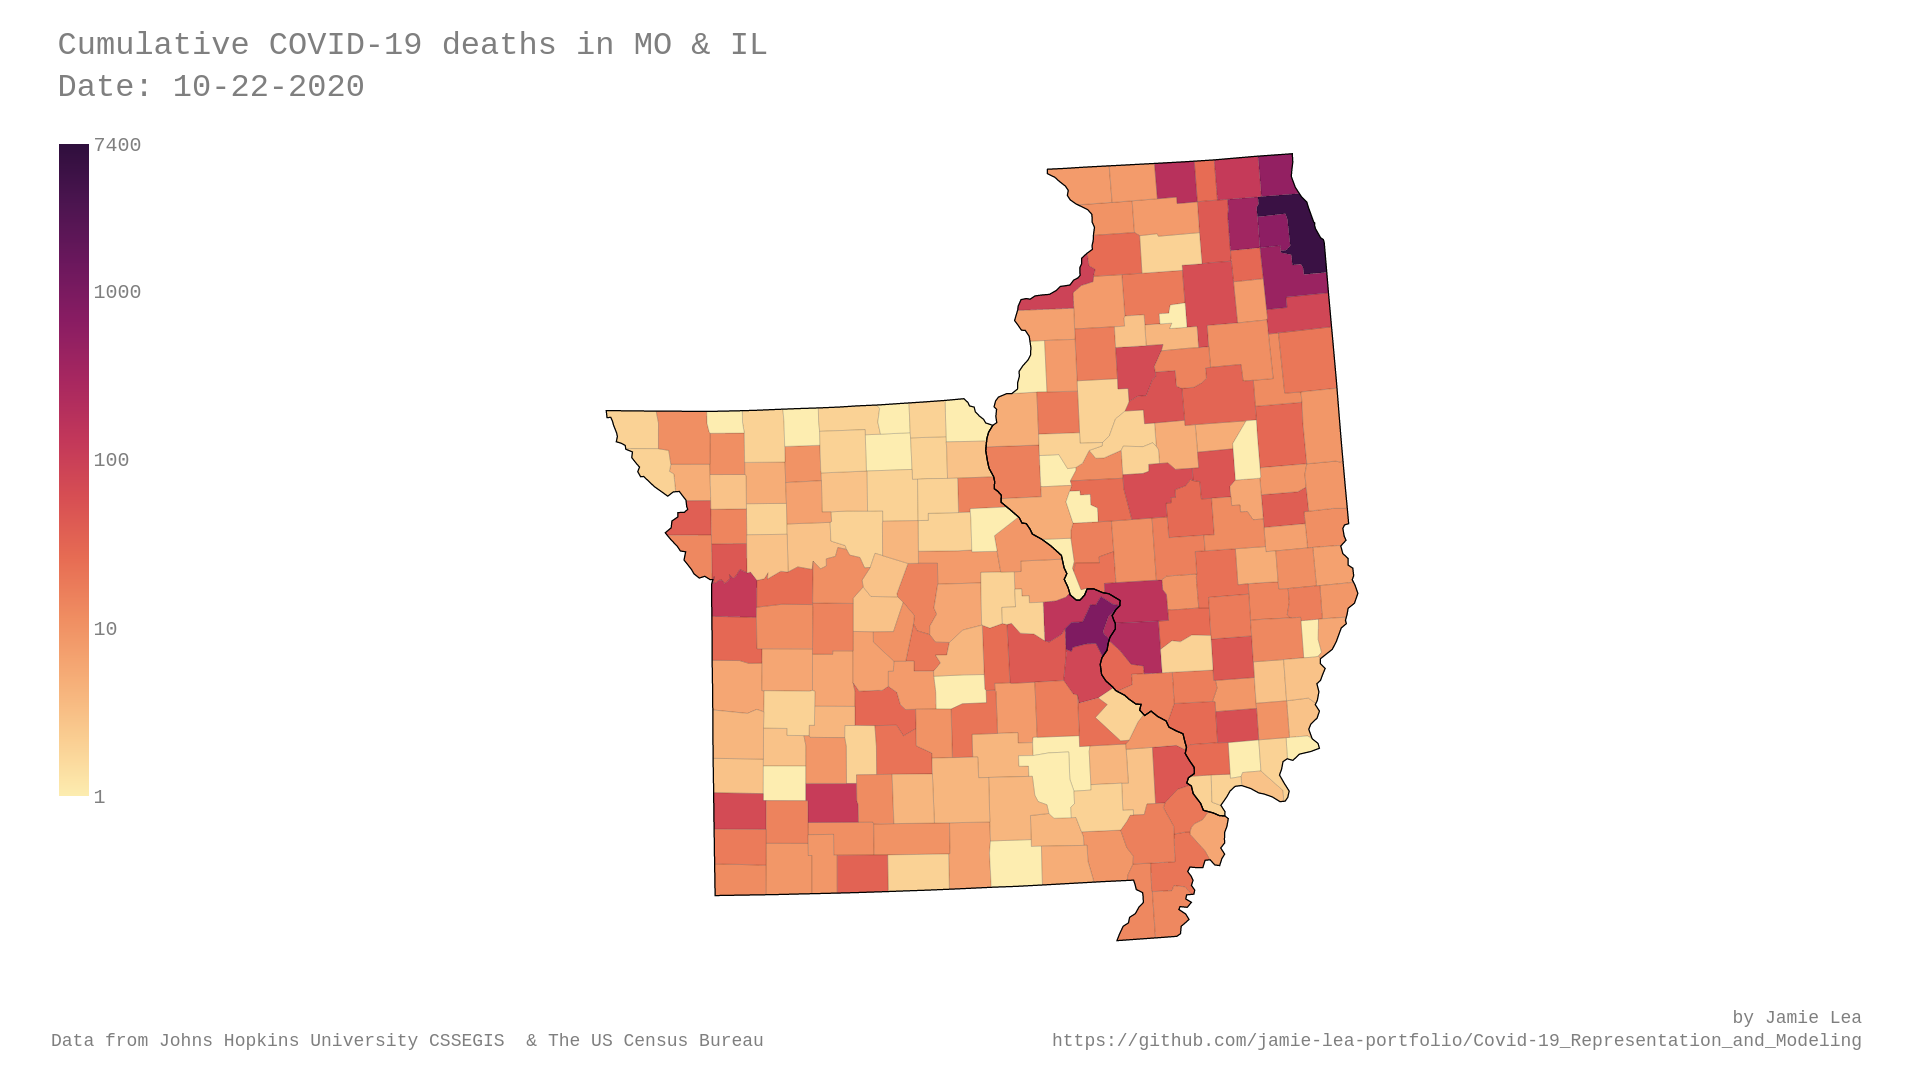 Cumulative COVID-19 deaths in MO & IL
Date: 10-22-2020
7400
1000
100
10
1
by Jamie Lea
Data from Johns Hopkins University CSSEGIS  & The US Census Bureau
https://github.com/jamie-lea-portfolio/Covid-19_Representation_and_Modeling